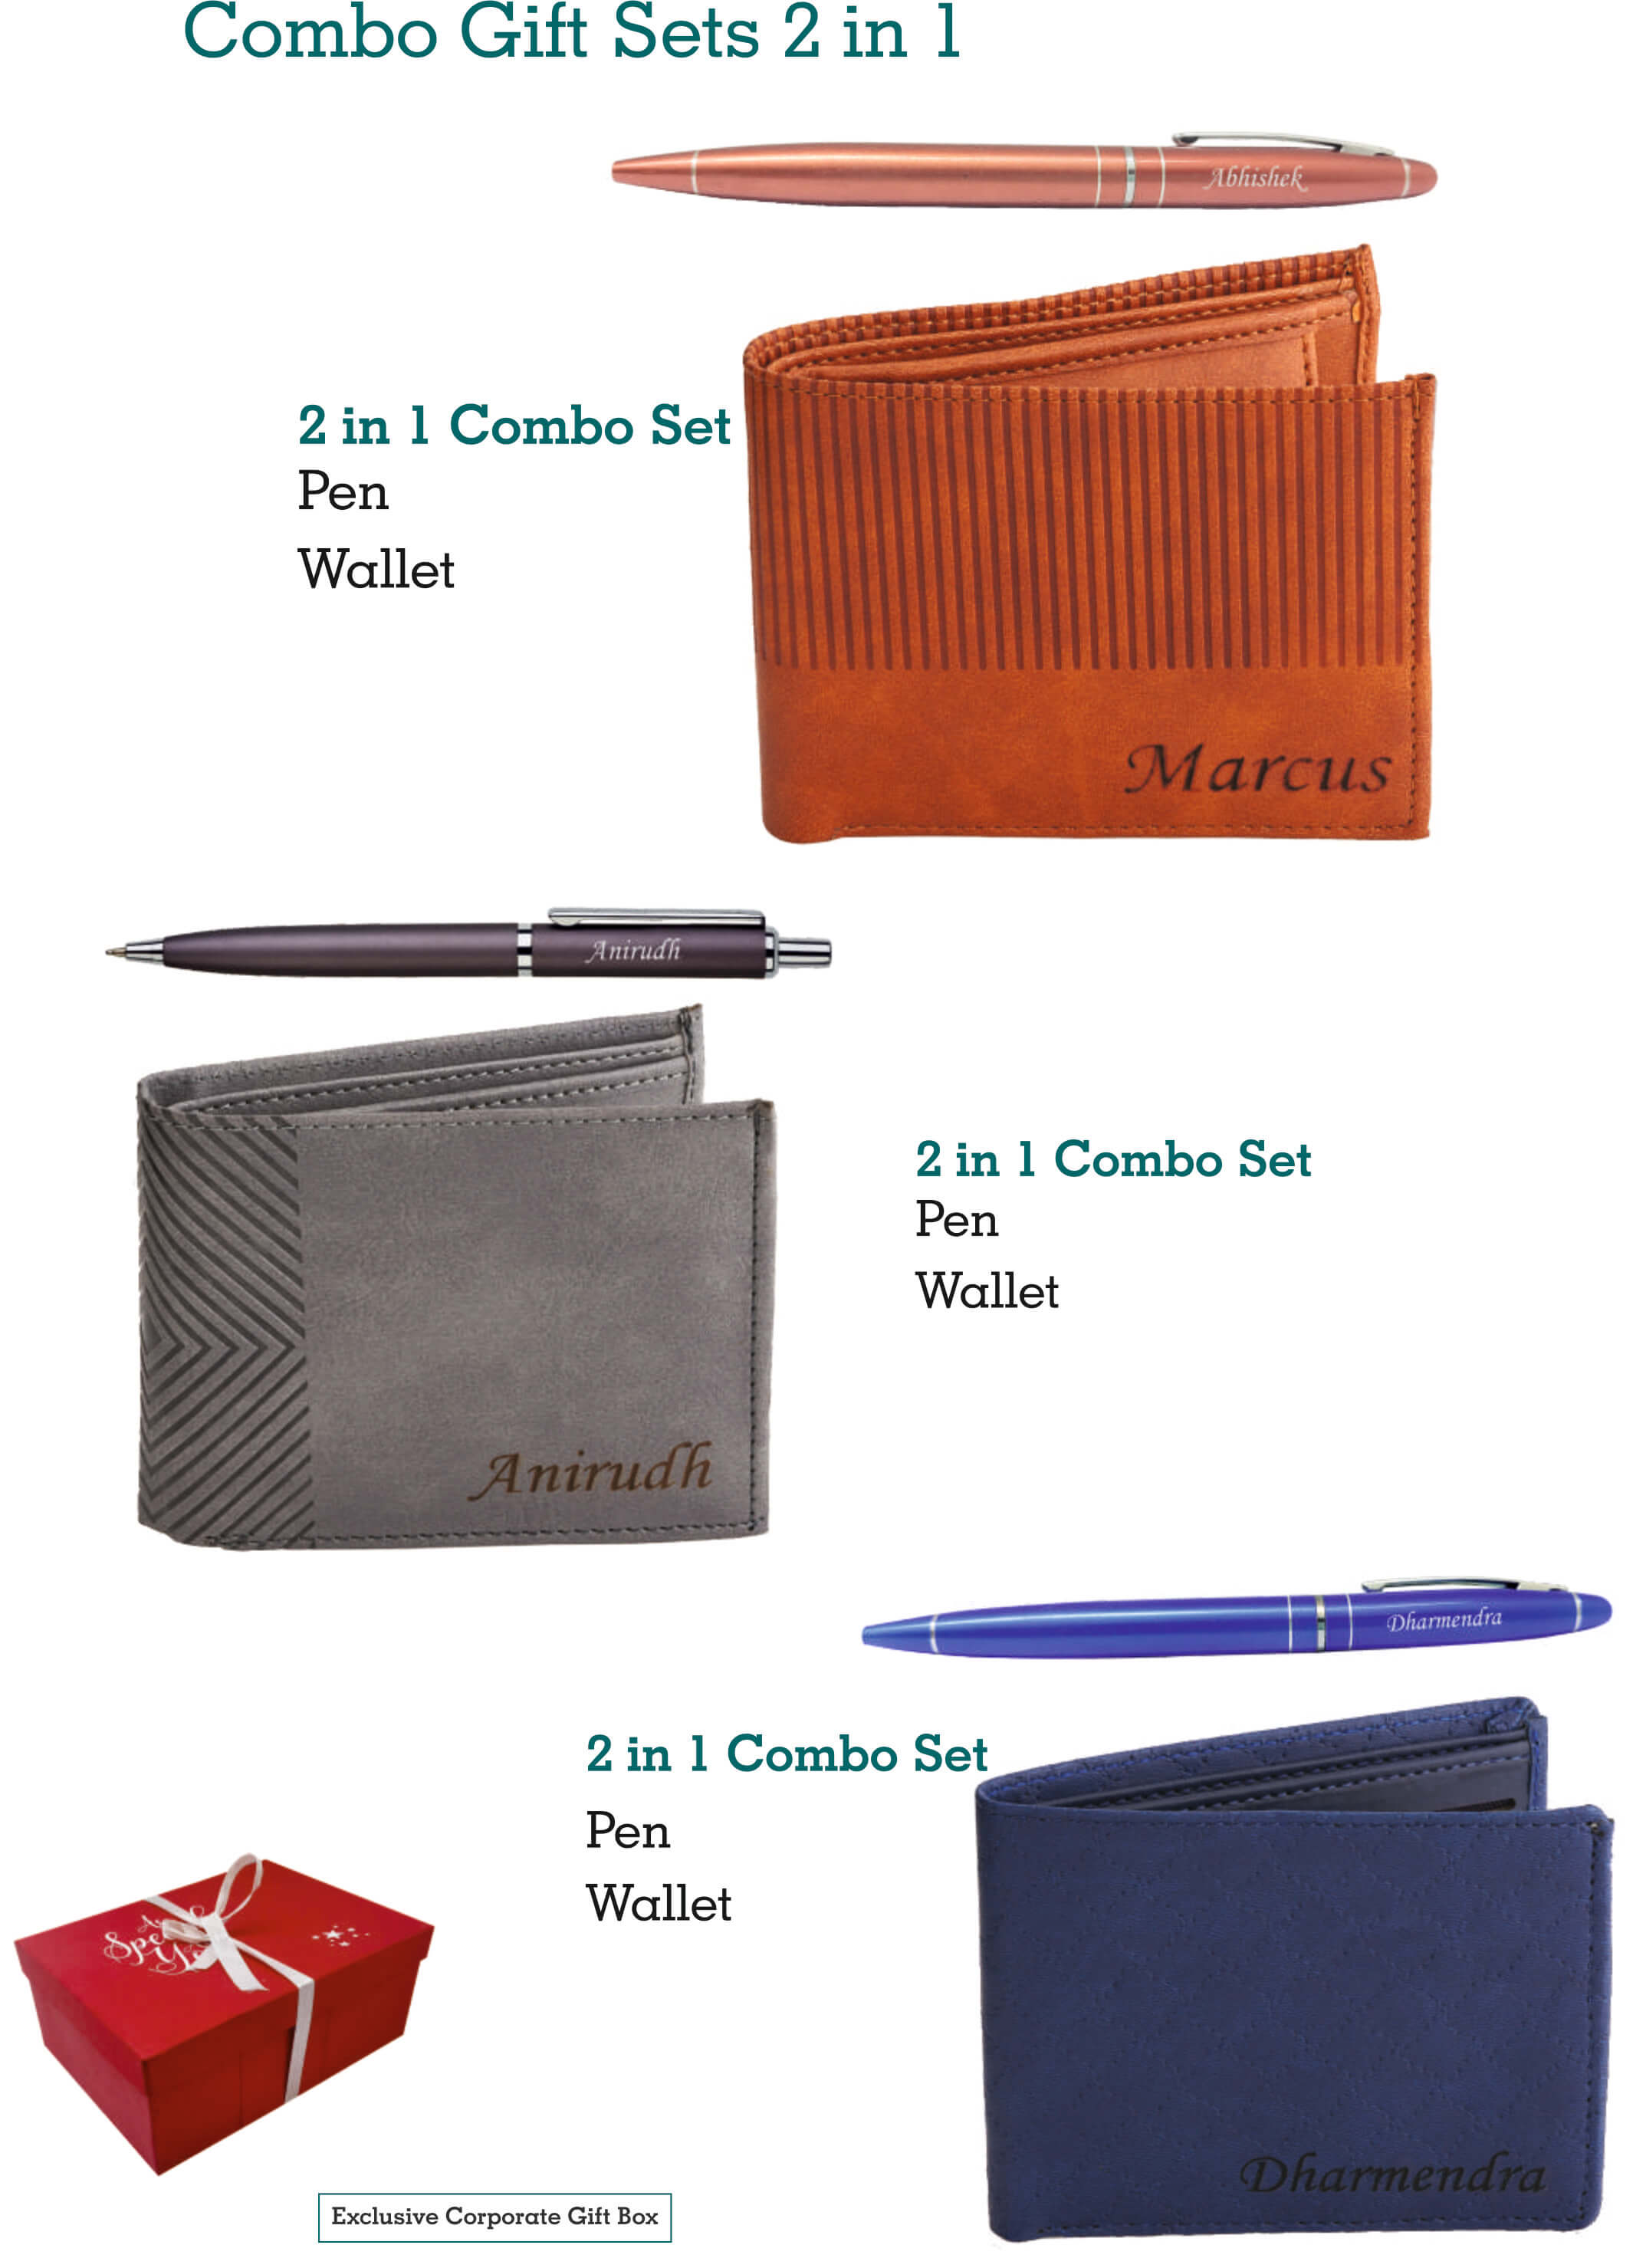 Combo Gift Sets 2 in 1
Abhishek
2 in 1 Combo Set
Pen
Wallet
Marcus
Anirudh
2 in 1 Combo Set
Pen
Wallet
Anirudh
Dharmendra
2 in 1 Combo Set
Pen
Wallet
Dharmendra
Exclusive Corporate Gift Box